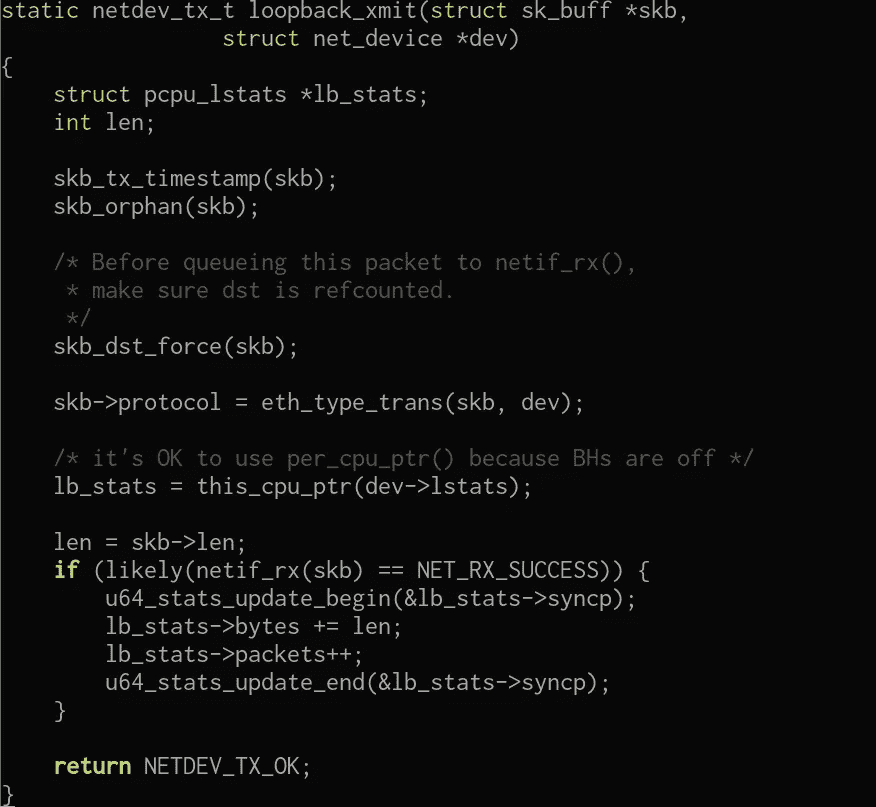 static netdev_tx_t loopback_xmit(struct sk_buff *skb,
                 struct net_device *dev)
{
    struct pcpu_lstats *lb_stats;
    int len;

    skb_tx_timestamp(skb);
    skb_orphan(skb);

    /* Before queueing this packet to netif_rx(),
     * make sure dst is refcounted.
     */
    skb_dst_force(skb);

    skb->protocol = eth_type_trans(skb, dev);

    /* it's OK to use per_cpu_ptr() because BHs are off */
    lb_stats = this_cpu_ptr(dev->lstats);

    len = skb->len;
    if (likely(netif_rx(skb) == NET_RX_SUCCESS)) {
        u64_stats_update_begin(&lb_stats->syncp);
        lb_stats->bytes += len;
        lb_stats->packets++;
        u64_stats_update_end(&lb_stats->syncp);
    }

    return NETDEV_TX_OK;
}